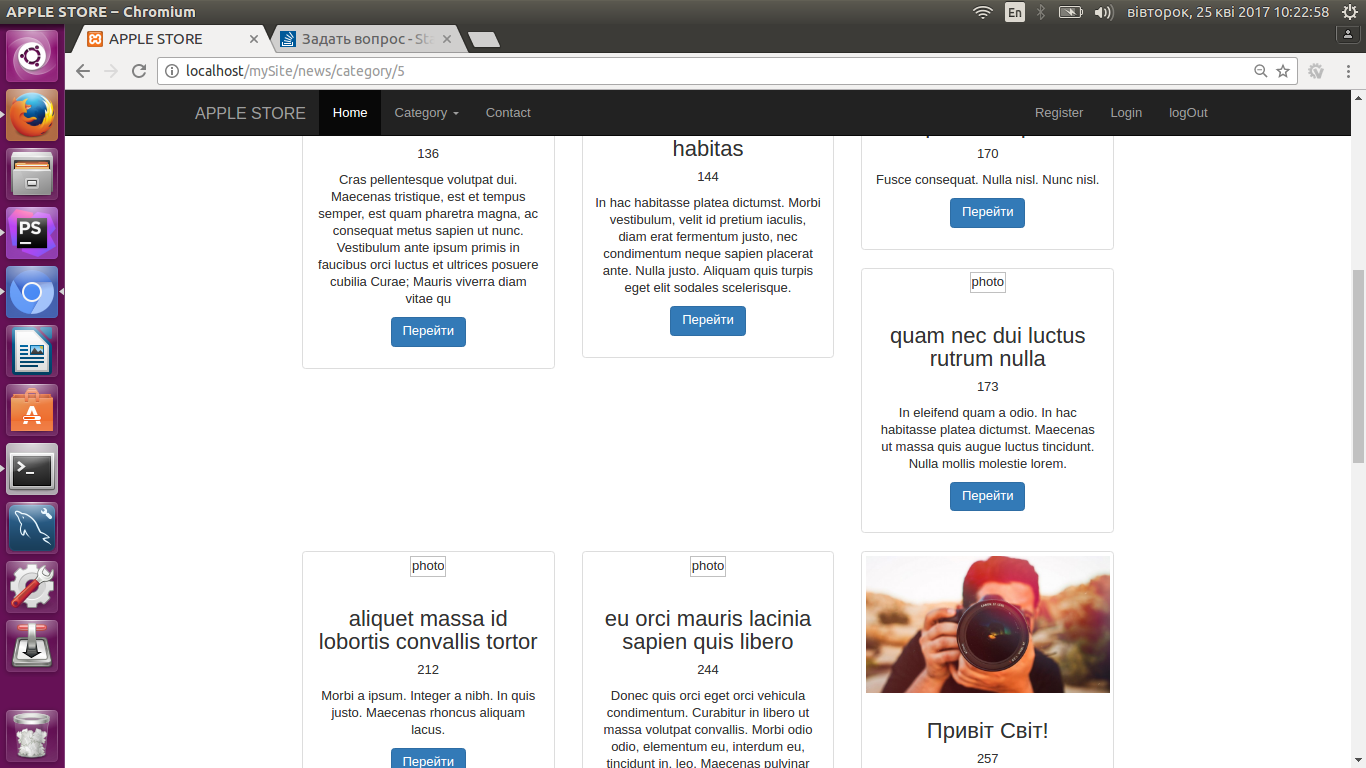 APPLE STORE – Chromium
En
вівторок, 25 кві 2017 10:22:58
APPLE STORE
Задать вопрос - Sta
localhost/mySite/news/category/5
APPLE STORE
Home
Category
Contact
Register
Login
logOut
136
Cras pellentesque volutpat dui.
Maecenas tristique, est et tempus
semper, est quam pharetra magna, ac
consequat metus sapien ut nunc.
Vestibulum ante ipsum primis in
faucibus orci luctus et ultrices posuere
cubilia Curae; Mauris viverra diam
vitae qu
Перейти
habitas
144
In hac habitasse platea dictumst. Morbi
vestibulum, velit id pretium iaculis,
diam erat fermentum justo, nec
condimentum neque sapien placerat
ante. Nulla justo. Aliquam quis turpis
eget elit sodales scelerisque.
Перейти
170
Fusce consequat. Nulla nisl. Nunc nisl.
Перейти
photo
quam nec dui luctus
rutrum nulla
173
In eleifend quam a odio. In hac
habitasse platea dictumst. Maecenas
ut massa quis augue luctus tincidunt.
Nulla mollis molestie lorem.
Перейти
photo
aliquet massa id
lobortis convallis tortor
212
Morbi a ipsum. Integer a nibh. In quis
justo. Maecenas rhoncus aliquam
lacus.
Перейти
photo
eu orci mauris lacinia
sapien quis libero
244
Donec quis orci eget orci vehicula
condimentum. Curabitur in libero ut
massa volutpat convallis. Morbi odio
odio, elementum eu, interdum eu,
tincidunt in, leo. Maecenas pulvinar
Привіт Світ!
257
PS